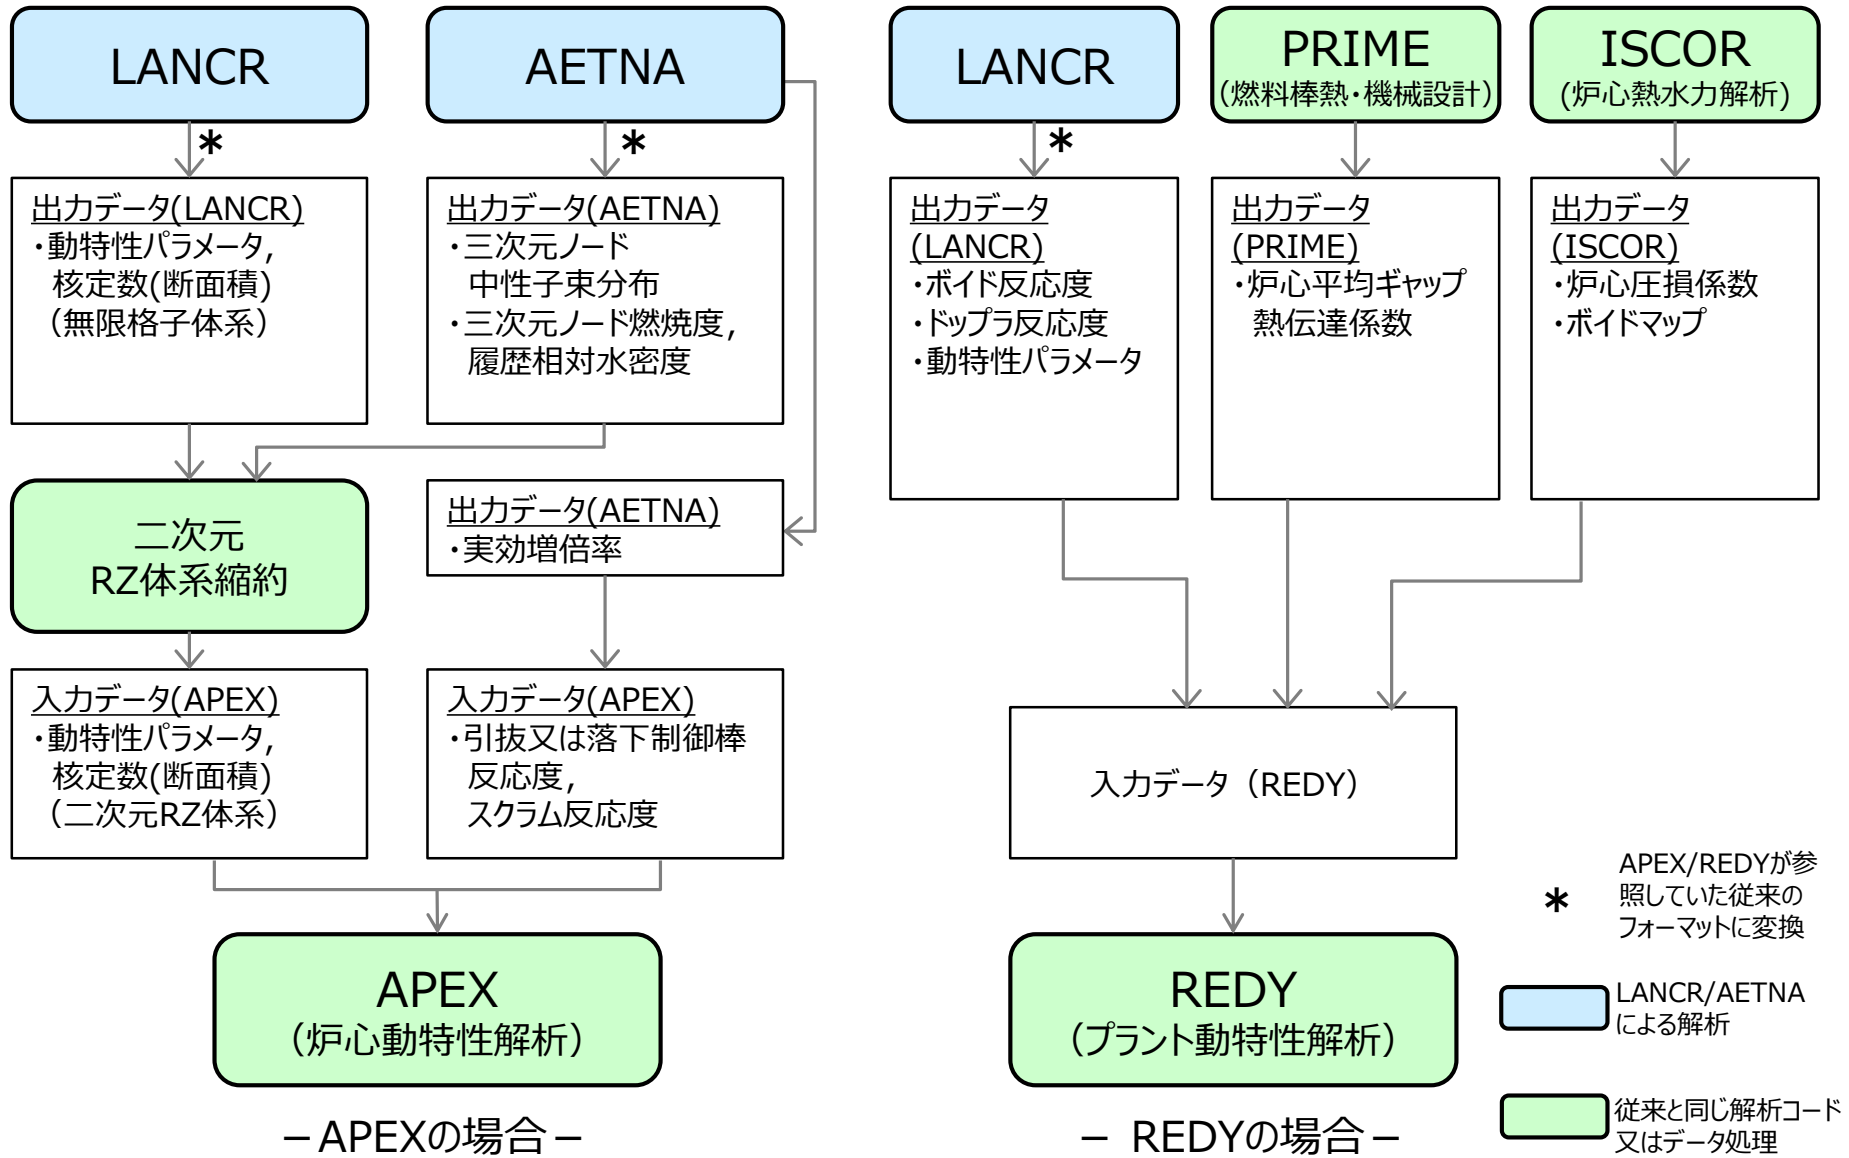 LANCR
*
出力データ(LANCR)
・動特性パラメータ,
核定数(断面積)
（無限格子体系）
AETNA
*
出力データ(AETNA)
・三次元ノード
中性子束分布
・三次元ノード燃焼度,
履歴相対水密度
二次元
RZ体系縮約
出力データ(AETNA)
・実効増倍率
入力データ(APEX)
・動特性パラメータ,
核定数(断面積)
（二次元RZ体系）
入力データ(APEX)
・引抜又は落下制御棒
反応度,
スクラム反応度
APEX
（炉心動特性解析）
－APEXの場合－
LANCR
*
出力データ
(LANCR)
・ボイド反応度
・ドップラ反応度
・動特性パラメータ
PRIME
(燃料棒熱・機械設計)
出力データ
(PRIME)
・炉心平均ギャップ
熱伝達係数
ISCOR
(炉心熱水力解析)
出力データ
(ISCOR)
・炉心圧損係数
・ボイドマップ
入力データ（REDY）
REDY
（プラント動特性解析）
－ REDYの場合－
*
APEX/REDYが参
照していた従来の
フォーマットに変換
LANCR/AETNA
による解析
従来と同じ解析コード
又はデータ処理